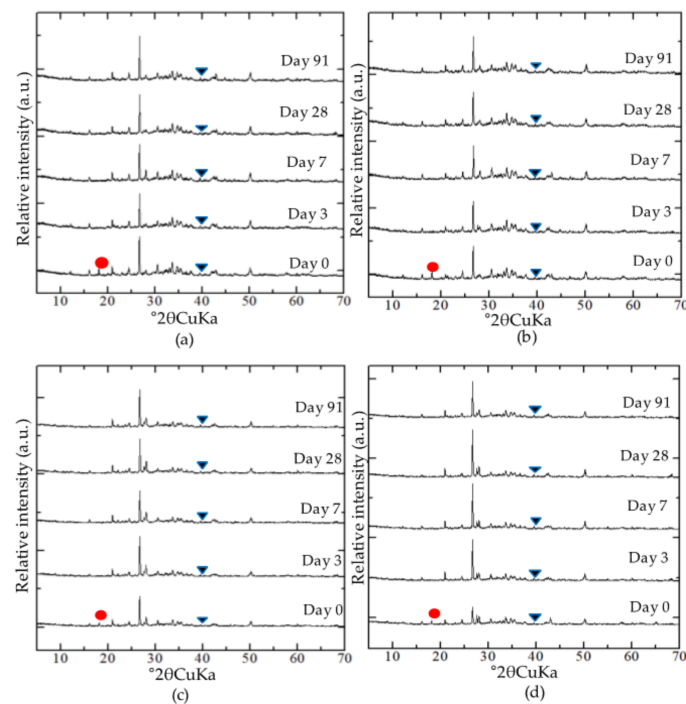 Relative intensity (a.u.)
Day 91
Day 28
Day 7
Day 3
Day 0
10 20 30 40 50 60 70
°2θCuKa
(a)
Relative intensity (a.u.)
Day 91
Day 28
Day 7
Day 3
Day 0
10 20 30 40 50 60 70
°2θCuKa
(b)
Relative intensity (a.u.)
Day 91
Day 28
Day 7
Day 3
Day 0
10 20 30 40 50 60 70
°2θCuKa
(c)
Relative intensity (a.u.)
Day 91
Day 28
Day 7
Day 3
Day 0
10 20 30 40 50 60 70
°2θCuKa
(d)